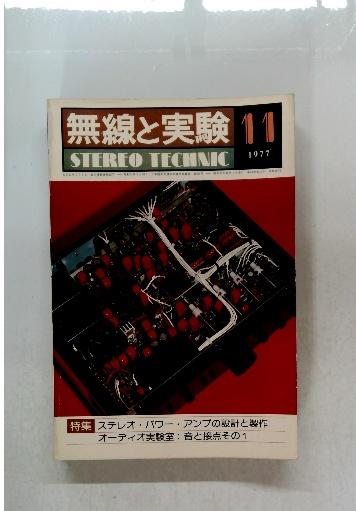 無線と実験 11
STEREO TECHNIC 1977
特集 ステレオ・パワー・アンプの設計と製作
オーディオ実験室：音と接点その1